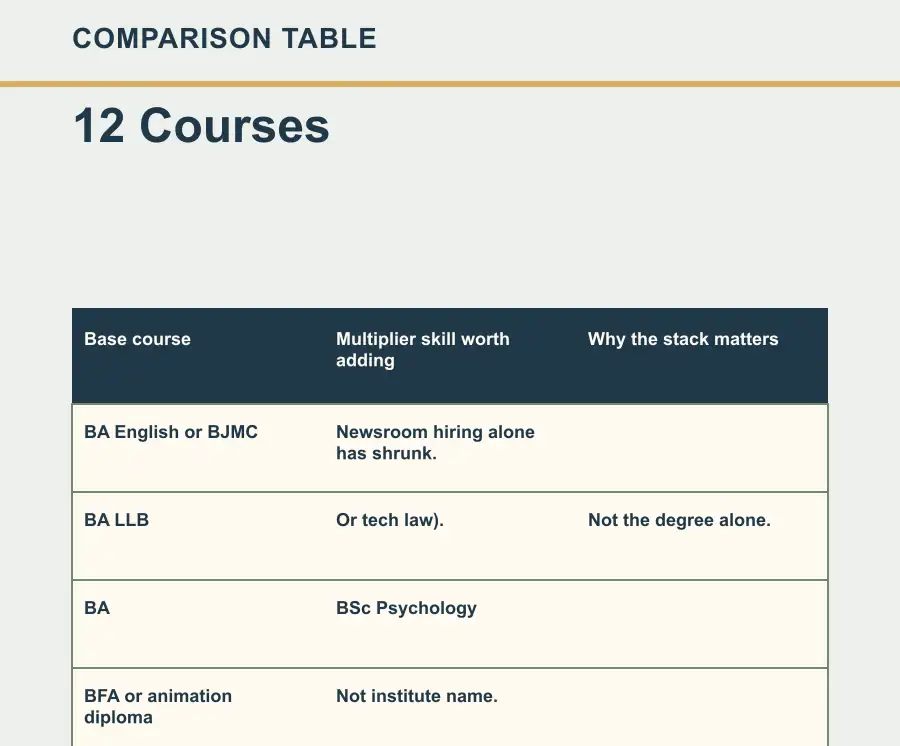 COMPARISON TABLE
12 Courses
Base course
Multiplier skill worth
adding
Why the stack matters
BA English or BJMC
Newsroom hiring alone
has shrunk.
BA LLB
Or tech law).
Not the degree alone.
BA
BSc Psychology
BFA or animation
diploma
Not institute name.